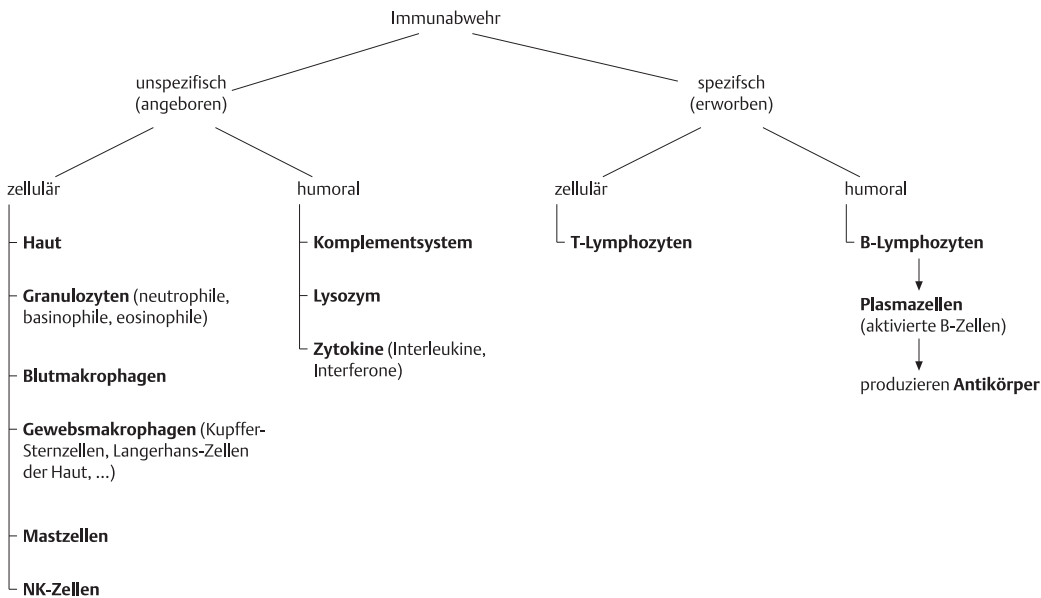 Immunabwehr
unspezifisch
(angeboren)
spezifsch
(erworben)
zellulär
Haut
Granulozyten (neutrophile,
basinophile, eosinophile)
Blutmakrophagen
Gewebsmakrophagen (Kupffer-
Sternzellen, Langerhans-Zellen
der Haut, ...)
Mastzellen
NK-Zellen
humoral
Komplementsystem
Lysozym
Zytokine (Interleukine,
Interferone)
zellulär
T-Lymphozyten
humoral
B-Lymphozyten
Plasmazellen
(aktivierte B-Zellen)
produzieren Antikörper